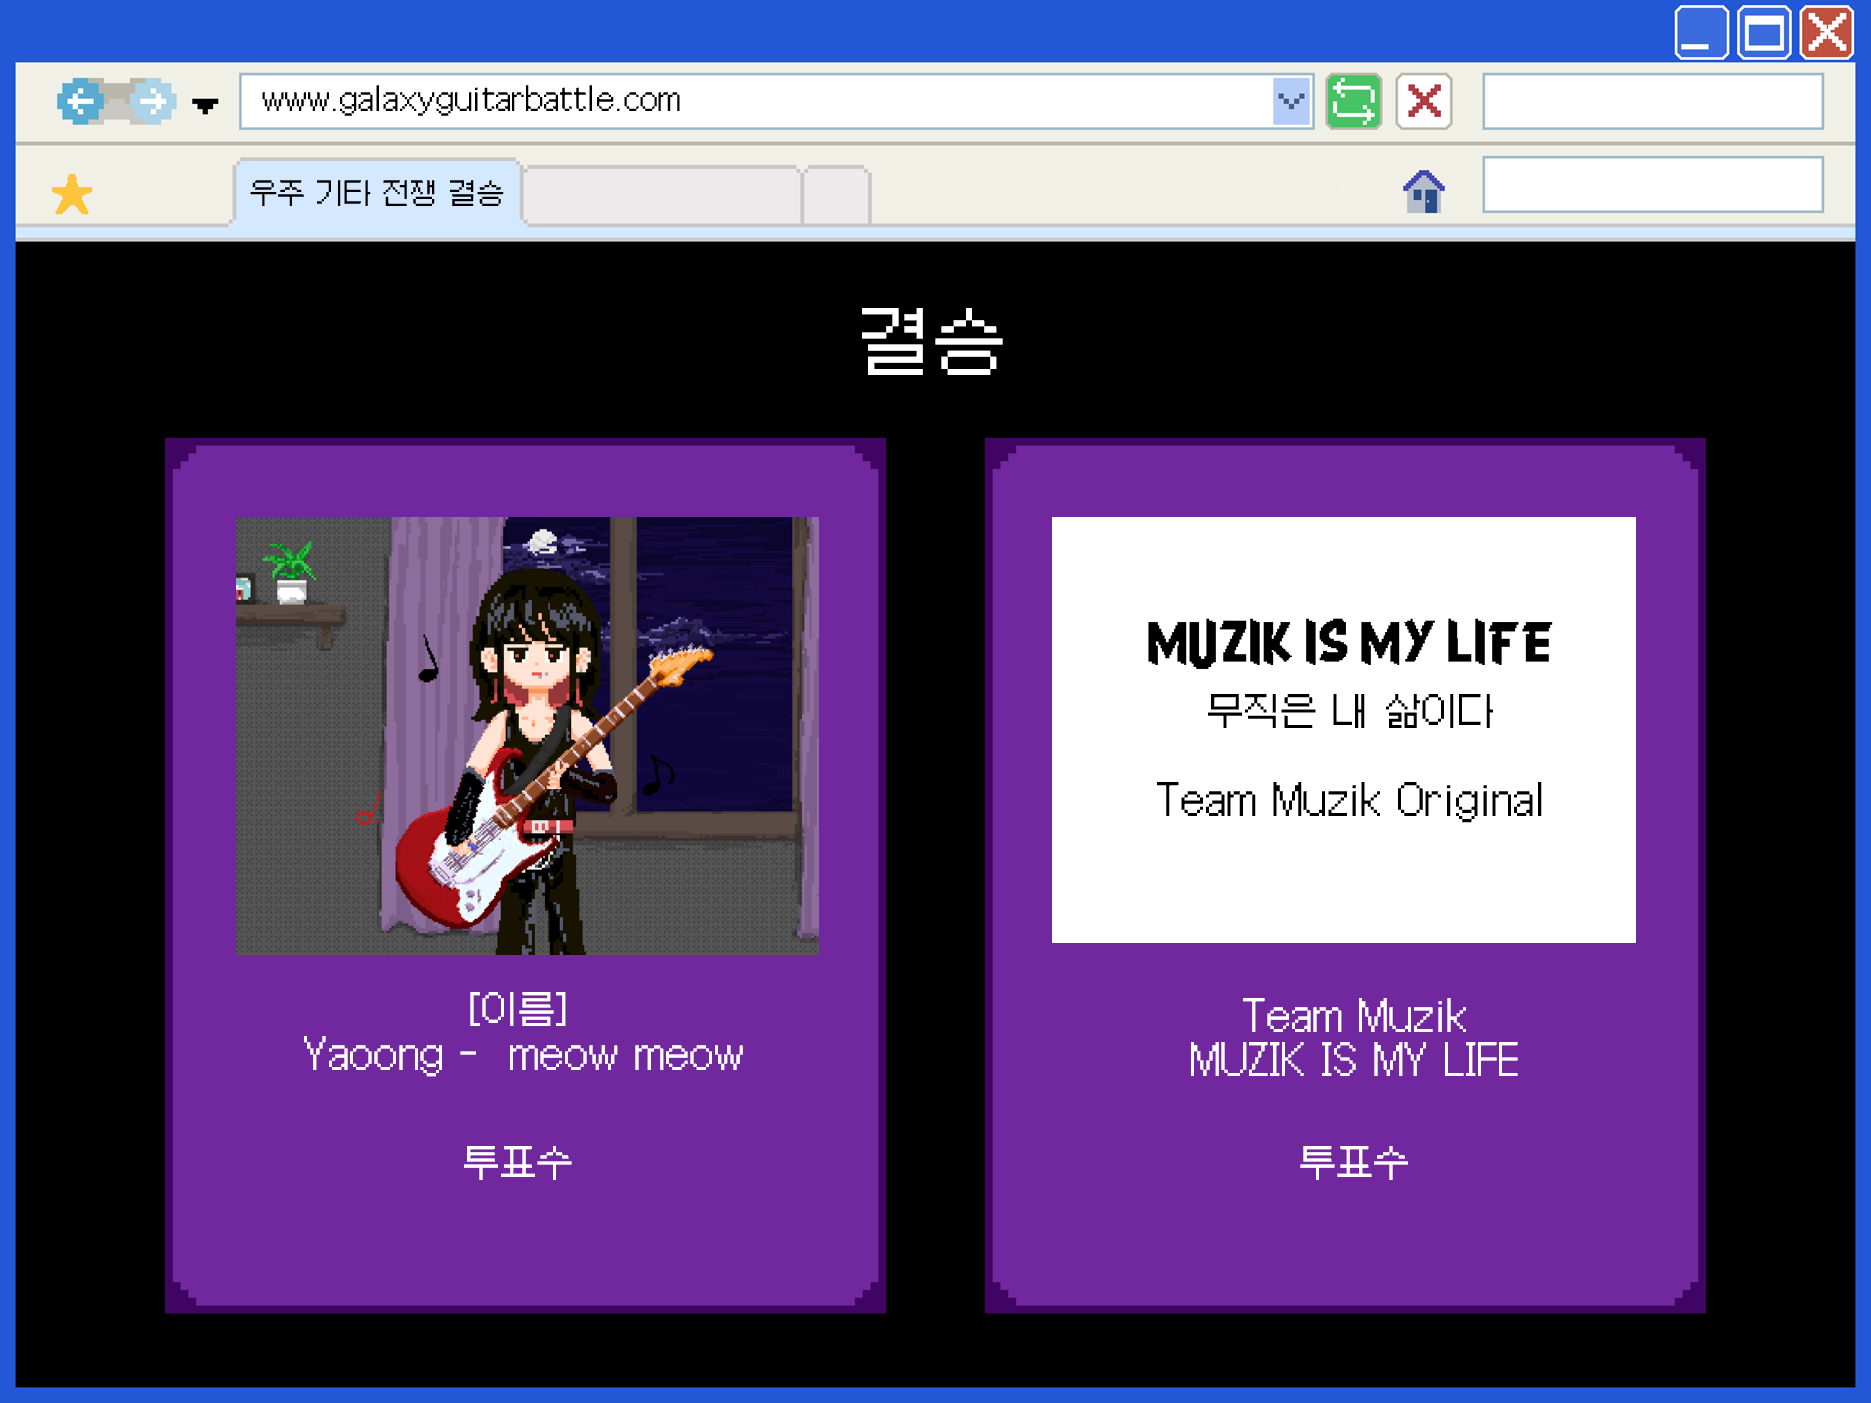 www.galaxyguitarbattle.com
우주 기타 전쟁 결승
결승
MUZIK IS MY LIFE
무직은 내 삶이다
Team Muzik Original
[이름]
Yaoong - meow meow
투표수
Team Muzik
MUZIK IS MY LIFE
투표수